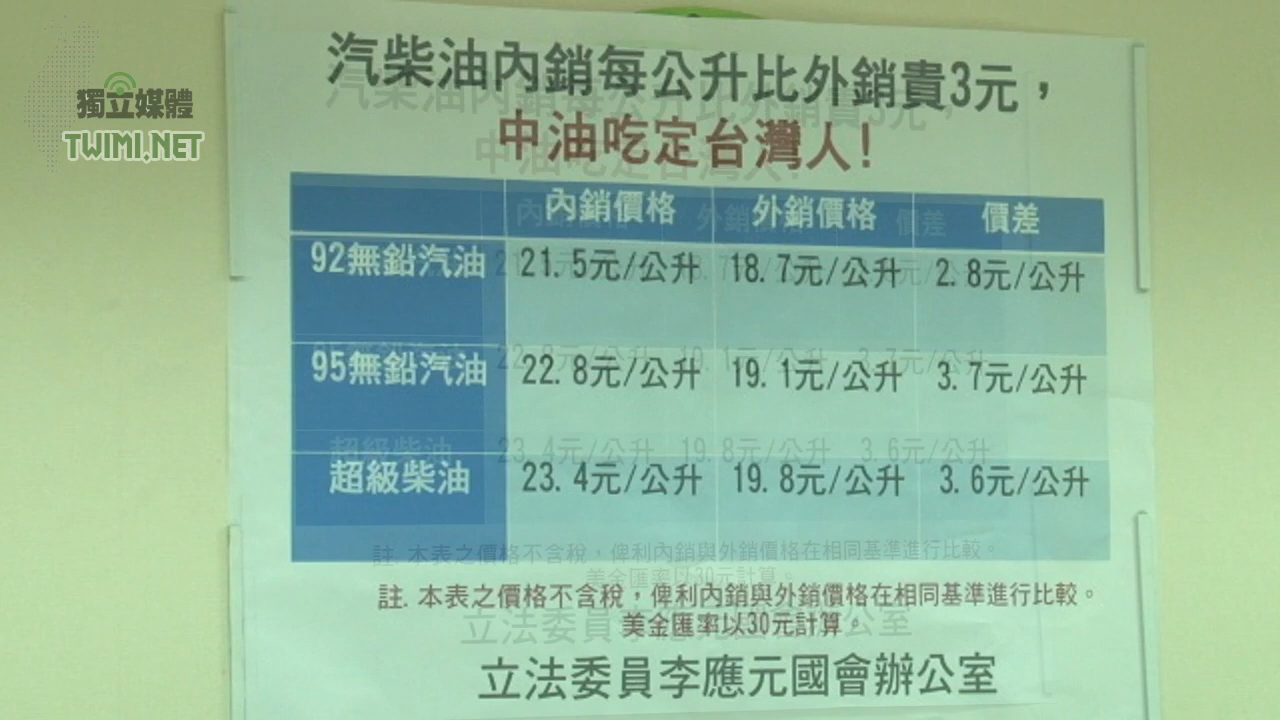 獨立媒體
TWIMI.NET
汽柴油內銷每公升比外銷貴3元，
中油吃定台灣人!
內銷價格 外銷價格 價差
92無鉛汽油 21.5元/公升 18.7元/公升 2.8元/公升
95無鉛汽油 22.8元/公升 19.1元/公升 3.7元/公升
超級柴油 23.4元/公升 19.8元/公升 3.6元/公升
註. 本表之價格不含稅，俾利內銷與外銷價格在相同基準進行比較。
美金匯率以30元計算。
立法委員李應元國會辦公室